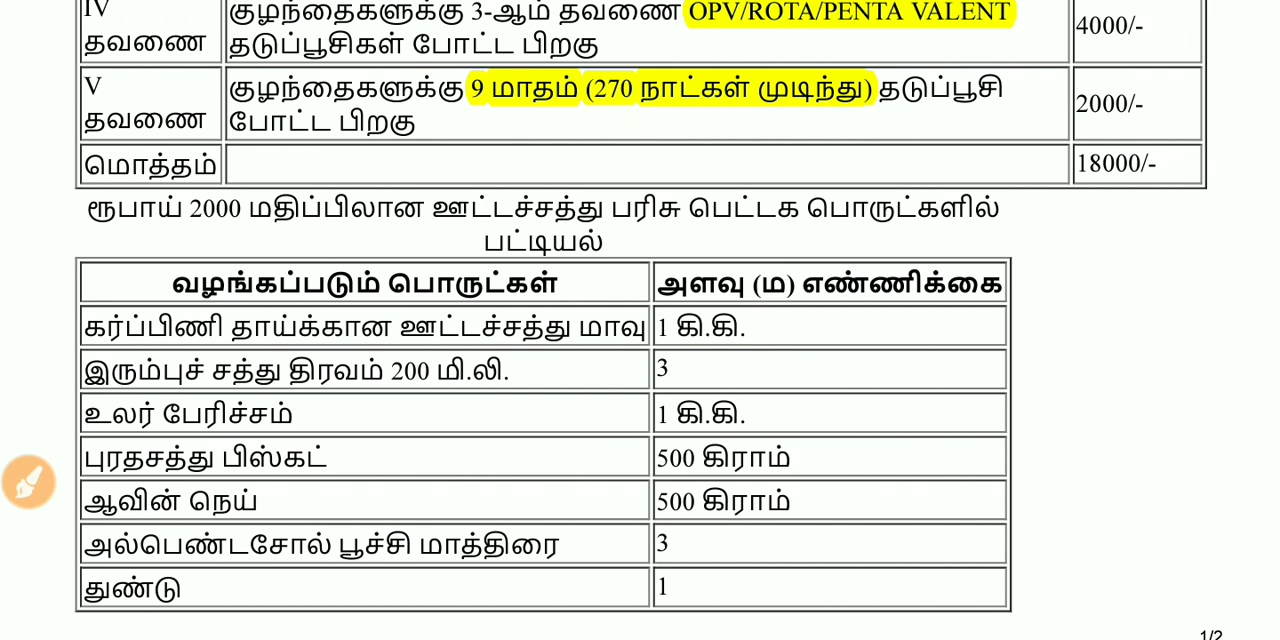 IV
தவணை
குழந்தைகளுக்கு 3-ஆம் தவணை OPV/ROTA/PENTA VALENT
தடுப்பூசிகள் போட்ட பிறகு
4000/-
V
தவணை
குழந்தைகளுக்கு 9 மாதம் (270 நாட்கள் முடிந்து) தடுப்பூசி
போட்ட பிறகு
2000/-
மொத்தம் 18000/-
ரூபாய் 2000 மதிப்பிலான ஊட்டச்சத்து பரிசு பெட்டக பொருட்களில்
பட்டியல்
வழங்கப்படும் பொருட்கள் அளவு (ம) எண்ணிக்கை
கர்ப்பிணி தாய்க்கான ஊட்டச்சத்து மாவு 1 கி.கி.
இரும்புச் சத்து திரவம் 200 மி.லி. 3
உலர் பேரிச்சம் 1 கி.கி.
புரதசத்து பிஸ்கட் 500 கிராம்
ஆவின் நெய் 500 கிராம்
அல்பெண்டசோல் பூச்சி மாத்திரை 3
துண்டு 1
1/2